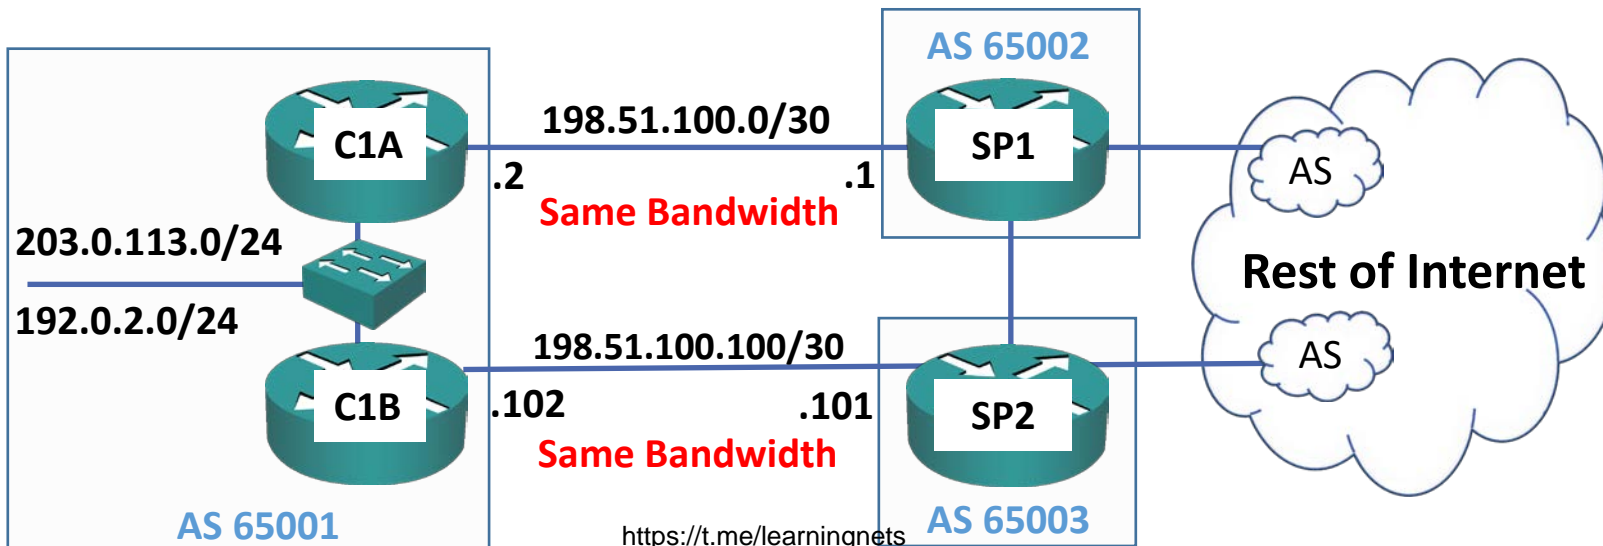 AS 65002
198.51.100.0/30
C1A
SP1
.2
.1
AS
Same Bandwidth
203.0.113.0/24
Rest of Internet
192.0.2.0/24
198.51.100.100/30
AS
C1B
.102
.101
SP2
Same Bandwidth
AS 65001
AS 65003
https://t.me/learningnets